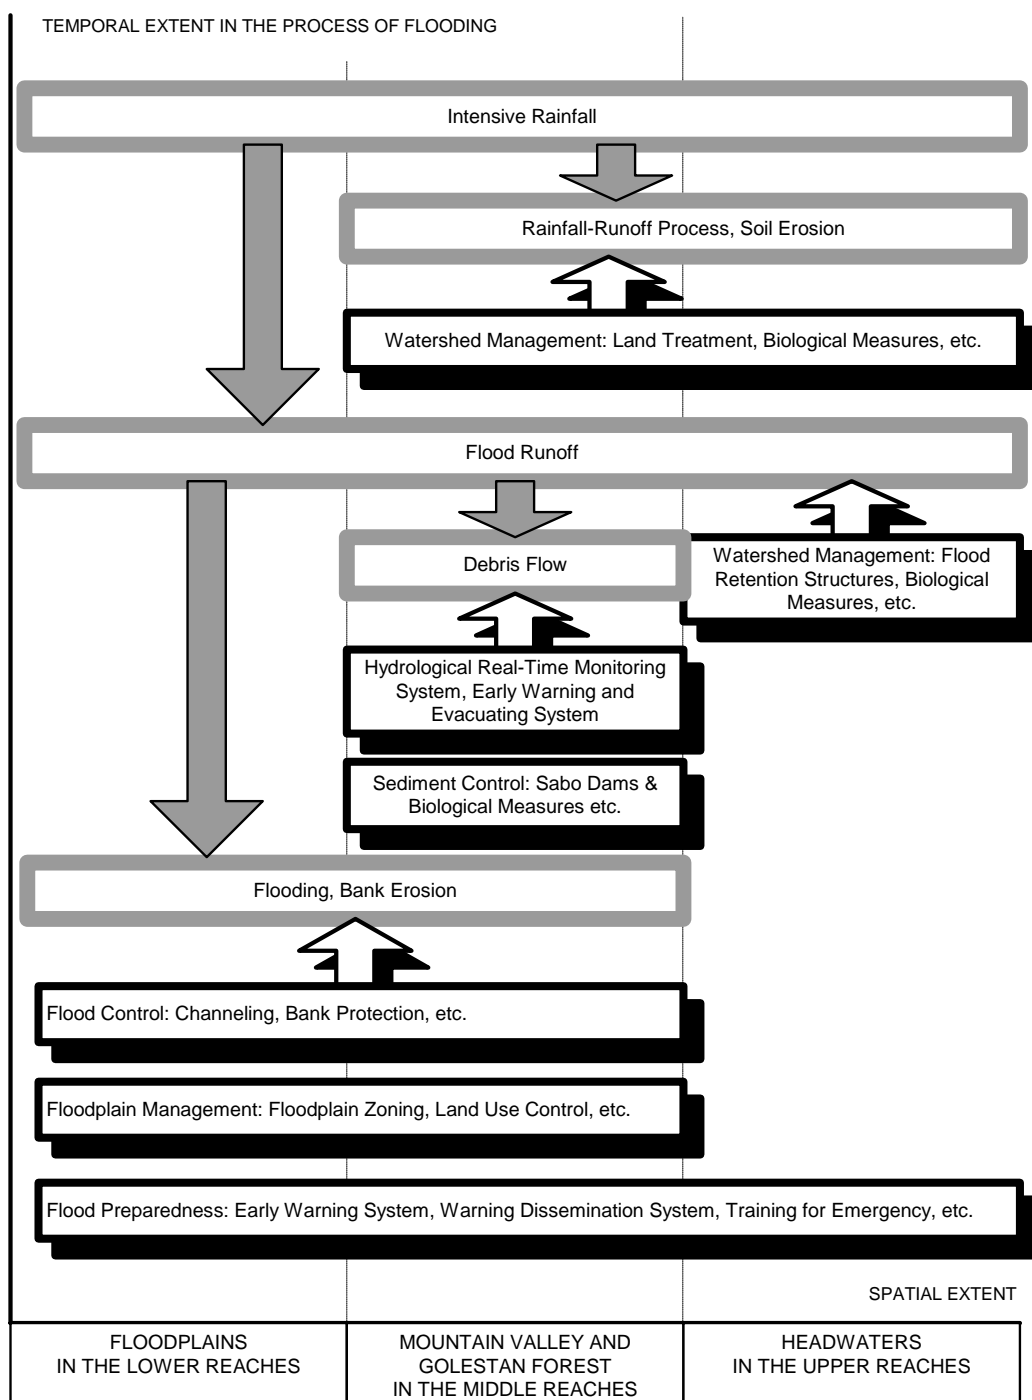 TEMPORAL EXTENT IN THE PROCESS OF FLOODING
Intensive Rainfall
Rainfall-Runoff Process, Soil Erosion
Watershed Management: Land Treatment, Biological Measures, etc.
Flood Runoff
Debris Flow
Watershed Management: Flood
Retention Structures, Biological
Measures, etc.
Hydrological Real-Time Monitoring
System, Early Warning and
Evacuating System
Sediment Control: Sabo Dams &
Biological Measures etc.
Flooding, Bank Erosion
Flood Control: Channeling, Bank Protection, etc.
Floodplain Management: Floodplain Zoning, Land Use Control, etc.
Flood Preparedness: Early Warning System, Warning Dissemination System, Training for Emergency, etc.
SPATIAL EXTENT
FLOODPLAINS
IN THE LOWER REACHES
MOUNTAIN VALLEY AND
GOLESTAN FOREST
IN THE MIDDLE REACHES
HEADWATERS
IN THE UPPER REACHES